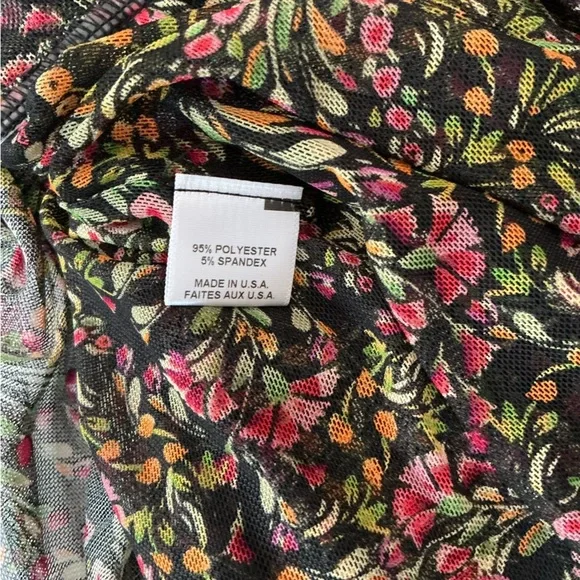 95% POLYESTER
5% SPANDEX
MADE IN U.S.A.
FAITES AUX U.S.A.